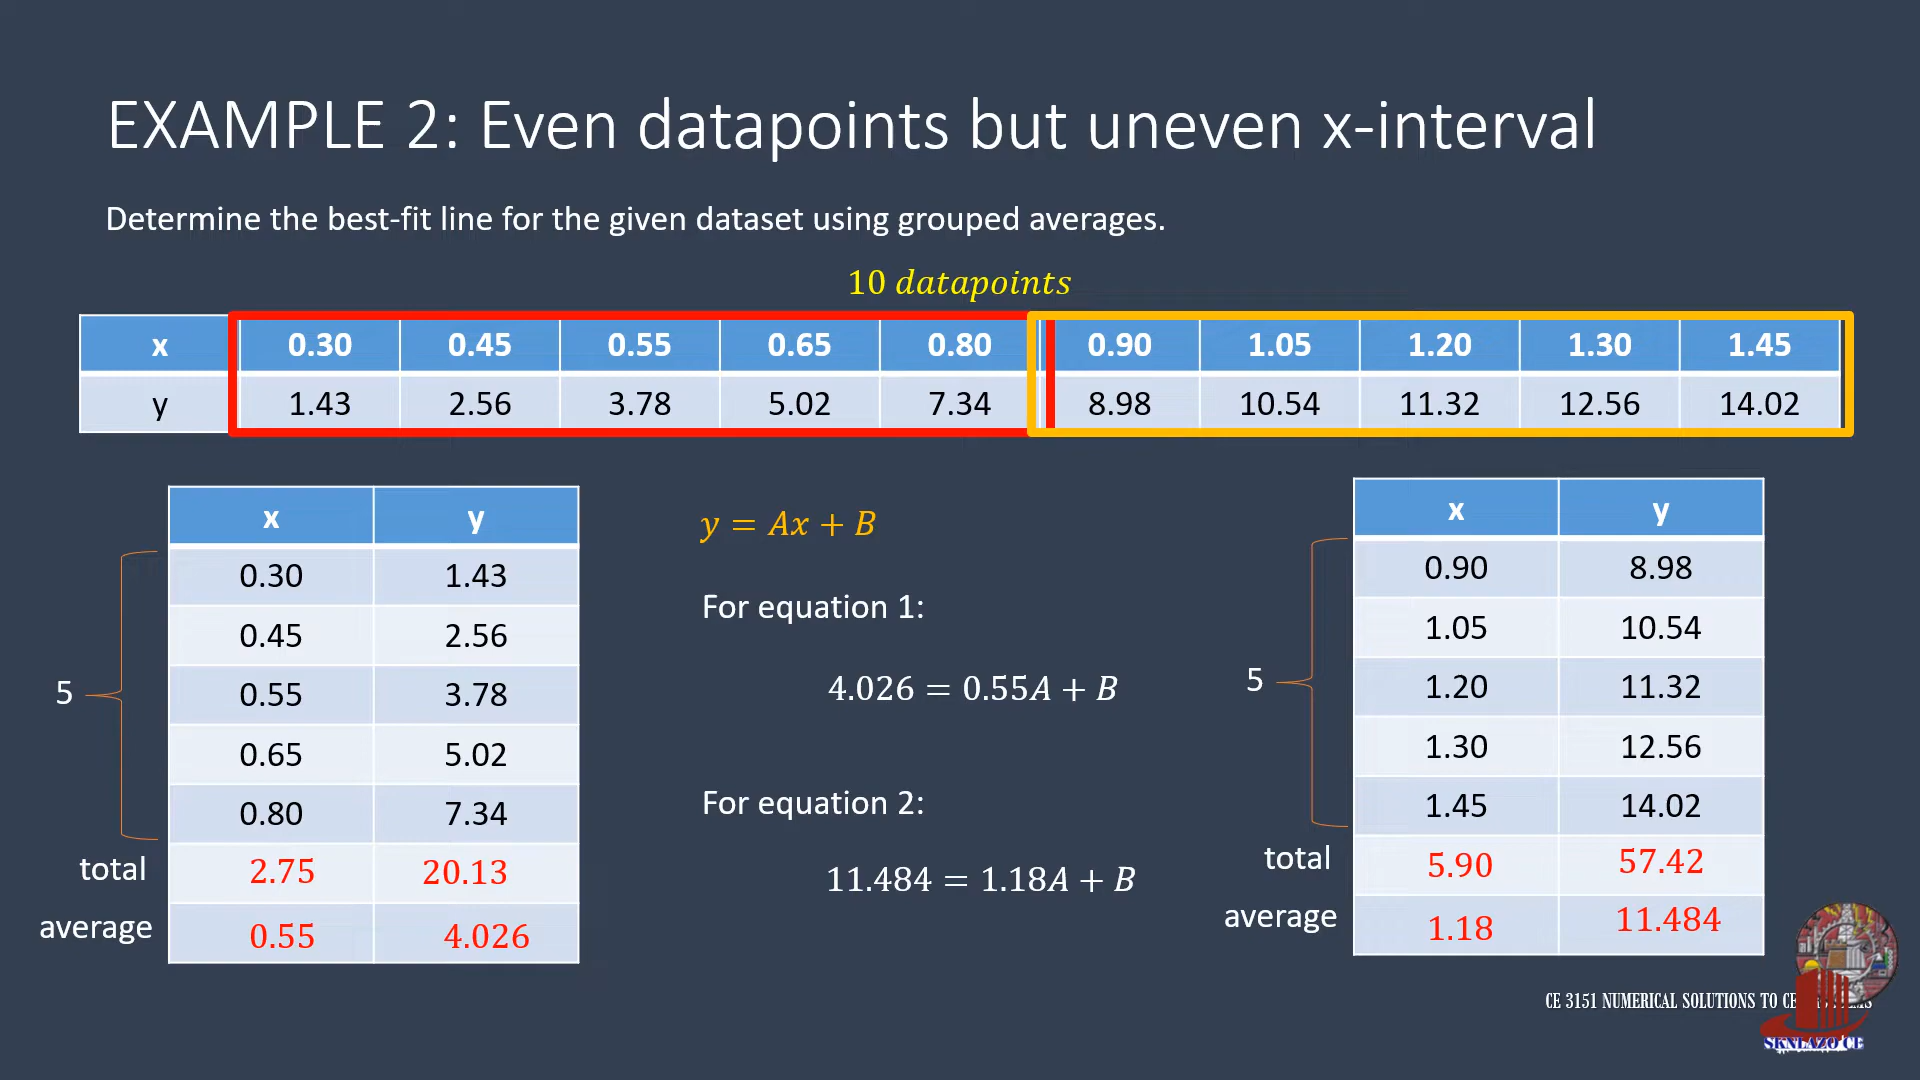 EXAMPLE 2: Even datapoints but uneven x-interval
Determine the best-fit line for the given dataset using grouped averages.
10 datapoints
x 0.30 0.45 0.55 0.65 0.80 0.90 1.05 1.20 1.30 1.45
y 1.43 2.56 3.78 5.02 7.34 8.98 10.54 11.32 12.56 14.02
x y
0.30 1.43
0.45 2.56
5
0.55 3.78
0.65 5.02
0.80 7.34
total 2.75 20.13
average 0.55 4.026
y = Ax + B
For equation 1:
4.026 = 0.55A + B
For equation 2:
11.484 = 1.18A + B
x y
0.90 8.98
1.05 10.54
5
1.20 11.32
1.30 12.56
1.45 14.02
total 5.90 57.42
average 1.18 11.484
CE 3151 NUMERICAL SOLUTIONS TO CE
SKNLAZO CE